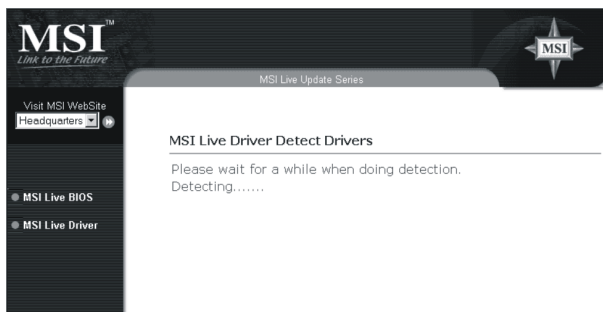 MSI™
Link to the Future
MSI
MSI Live Update Series
Visit MSI WebSite
Headquarters
MSI Live Driver Detect Drivers
Please wait for a while when doing detection.
Detecting.......
MSI Live BIOS
MSI Live Driver